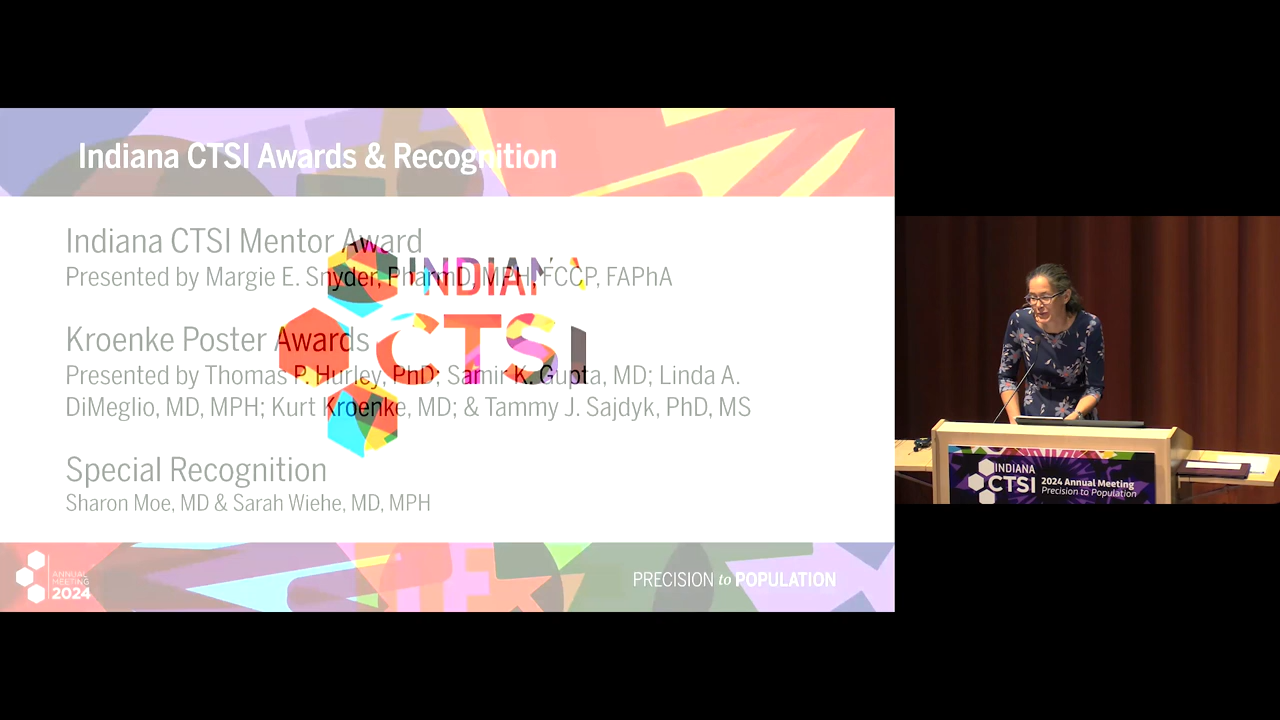 Indiana CTSI Awards & Recognition
Indiana CTSI Mentor Award
Presented by Margie E. Snyder, PharmD, MPH, FCCP, FAPhA
Kroenke Poster Awards
Presented by Thomas P. Hurley, PhD; Samir K. Gupta, MD; Linda A.
DiMeglio, MD, MPH; Kurt Kroenke, MD; & Tammy J. Sajdyk, PhD, MS
Special Recognition
Sharon Moe, MD & Sarah Wiehe, MD, MPH
INDIANA
CTSI
ANNUAL
MEETING
2024
PRECISION to POPULATION
INDIANA
CTSI
2024 Annual Meeting
Precision to Population